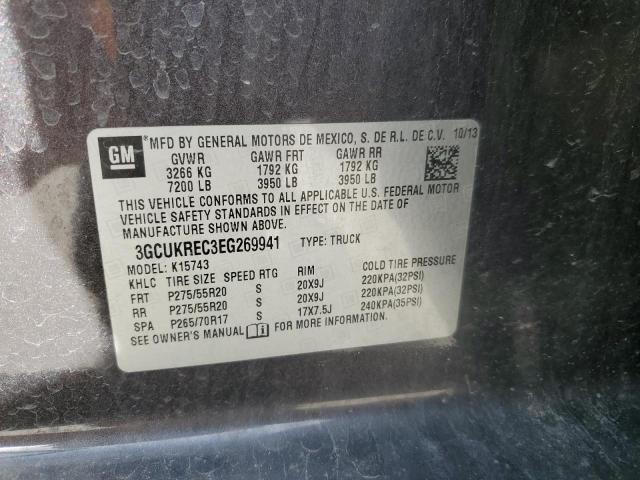 GM *MFD BY GENERAL MOTORS DE MEXICO, S. DE R.L. DE C.V. 10/13
GVWR GAWR FRT GAWR RR
3266 KG 1792 KG 1792 KG
7200 LB 3950 LB 3950 LB
THIS VEHICLE CONFORMS TO ALL APPLICABLE U.S. FEDERAL MOTOR
VEHICLE SAFETY STANDARDS IN EFFECT ON THE DATE OF
MANUFACTURE SHOWN ABOVE.
3GCUKREC3EG269941 TYPE: TRUCK
MODEL: K15743
KHLC TIRE SIZE SPEED RTG RIM COLD TIRE PRESSURE
FRT P275/55R20 S 20X9J 220KPA(32PSI)
RR P275/55R20 S 20X9J 220KPA(32PSI)
SPA P265/70R17 S 17X7.5J 240KPA(35PSI)
SEE OWNER'S MANUAL FOR MORE INFORMATION.